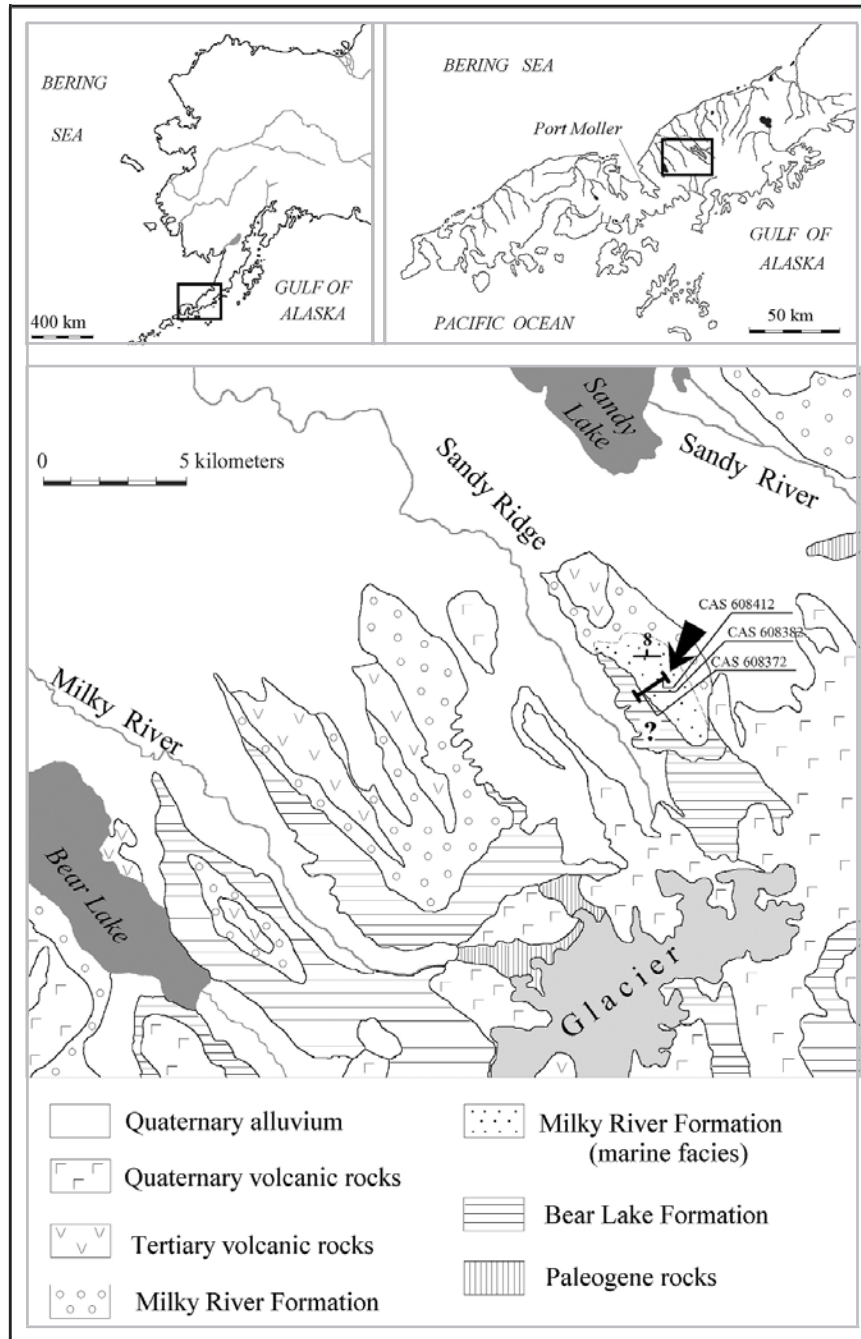 BERING
SEA
GULF OF
ALASKA
400 km
BERING SEA
Port Moller
GULF OF
ALASKA
PACIFIC OCEAN
50 km
0 5 kilometers
Sandy
Lake
Sandy River
Sandy Ridge
CAS 608412
CAS 608382
CAS 608372
8
?
Milky River
Bear Lake
Glacier
Quaternary alluvium
Quaternary volcanic rocks
Tertiary volcanic rocks
Milky River Formation
Milky River Formation
(marine facies)
Bear Lake Formation
Paleogene rocks